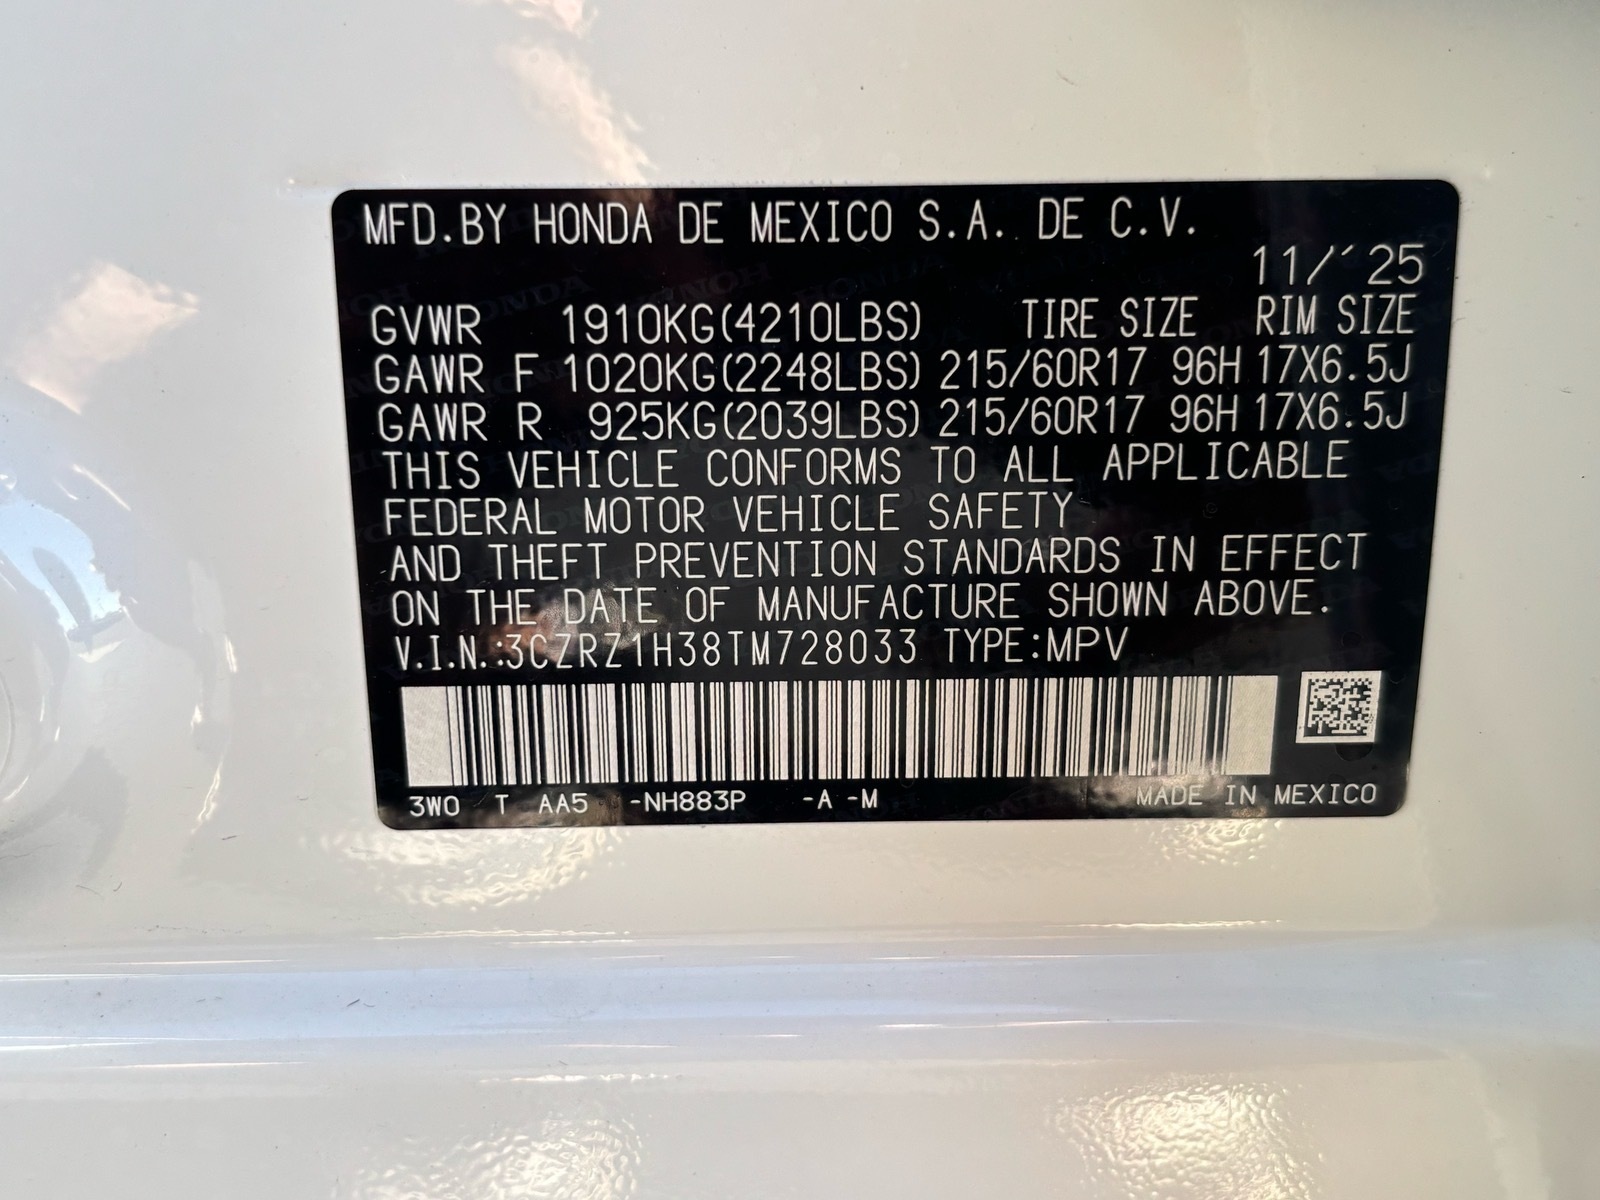 MFD.BY HONDA DE MEXICO S.A. DE C.V.
11/'25
GVWR 1910KG(4210LBS) TIRE SIZE RIM SIZE
GAWR F 1020KG(2248LBS) 215/60R17 96H 17X6.5J
GAWR R 925KG(2039LBS) 215/60R17 96H 17X6.5J
THIS VEHICLE CONFORMS TO ALL APPLICABLE
FEDERAL MOTOR VEHICLE SAFETY
AND THEFT PREVENTION STANDARDS IN EFFECT
ON THE DATE OF MANUFACTURE SHOWN ABOVE.
V.I.N.:3CZRZ1H38TM728033 TYPE:MPV
3W0 T AA5 -NH883P -A -M MADE IN MEXICO